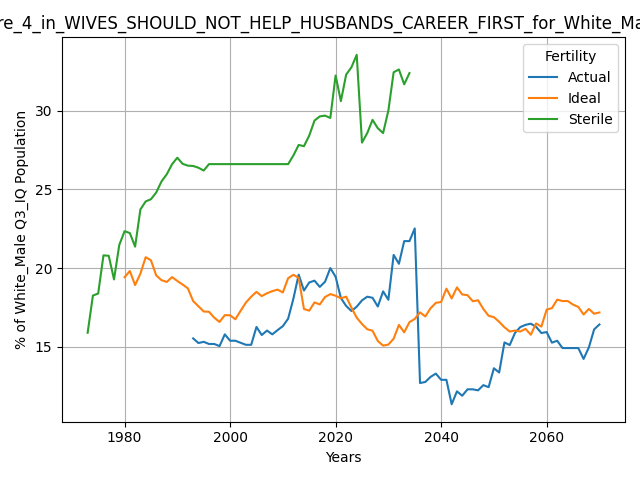 re_4_in_WIVES_SHOULD_NOT_HELP_HUSBANDS_CAREER_FIRST_for_White_Ma
Fertility
Actual
Ideal
Sterile
% of White_Male Q3_IQ Population
30
25
20
15
1980 2000 2020 2040 2060
Years